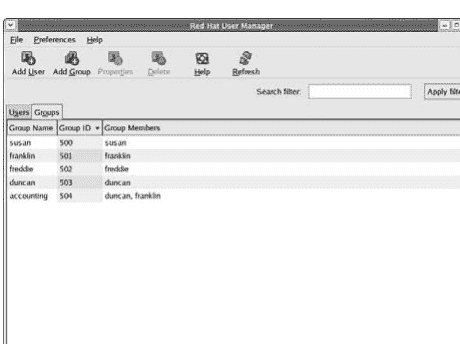 Red Hat User Manager
File Preferences Help
Add User Add Group Properties Delete Help Refresh
Search filter: Apply filte
Users Groups
Group Name Group ID Group Members
susan 500 susan
franklin 501 franklin
freddie 502 freddie
duncan 503 duncan
accounting 504 duncan, franklin